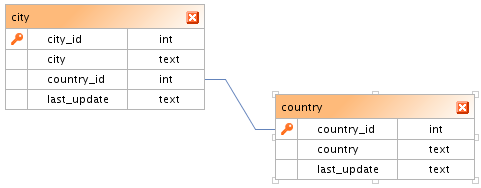 city
city_id int
city text
country_id int
last_update text
country
country_id int
country text
last_update text